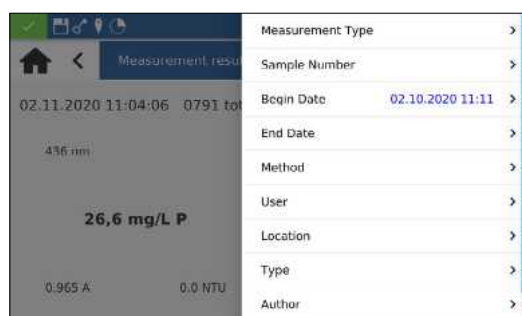 Measurement resu
02.11.2020 11:04:06 0791 tot
436 nm
26,6 mg/L P
0.965 A 0.0 NTU
Measurement Type
Sample Number
Begin Date 02.10.2020 11:11
End Date
Method
User
Location
Type
Author